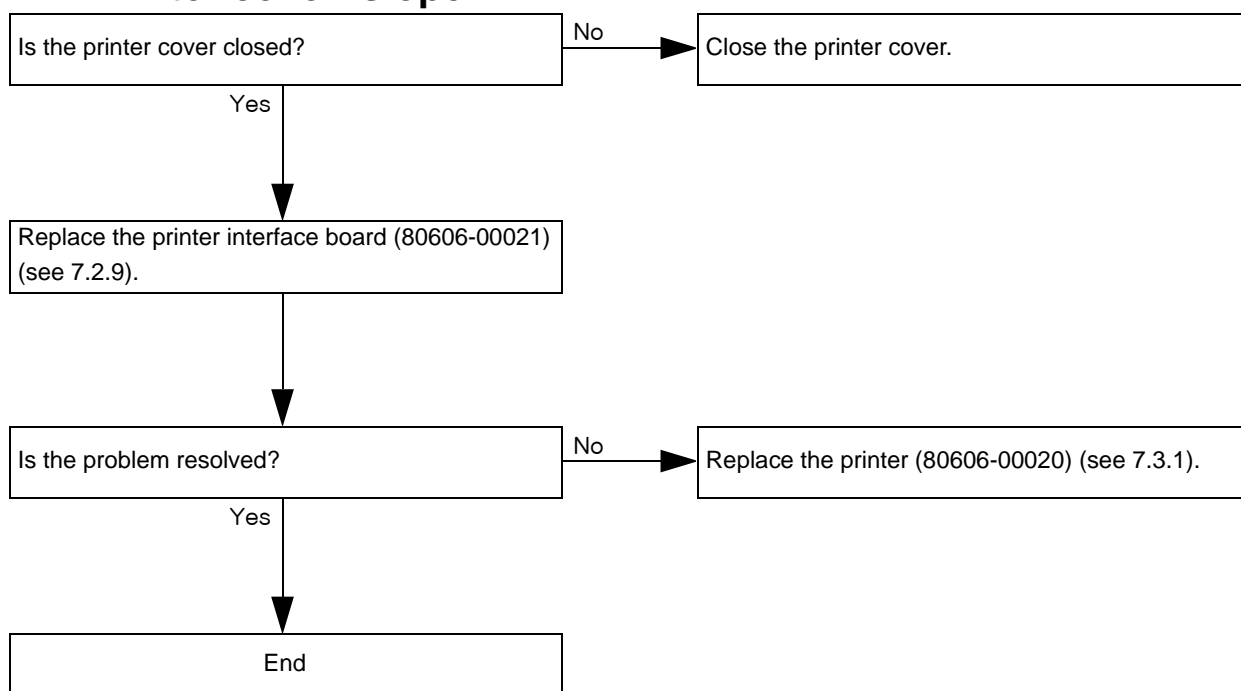 Is the printer cover closed?
No
Close the printer cover.
Yes
Replace the printer interface board (80606-00021)
(see 7.2.9).
Is the problem resolved?
No
Replace the printer (80606-00020) (see 7.3.1).
Yes
End